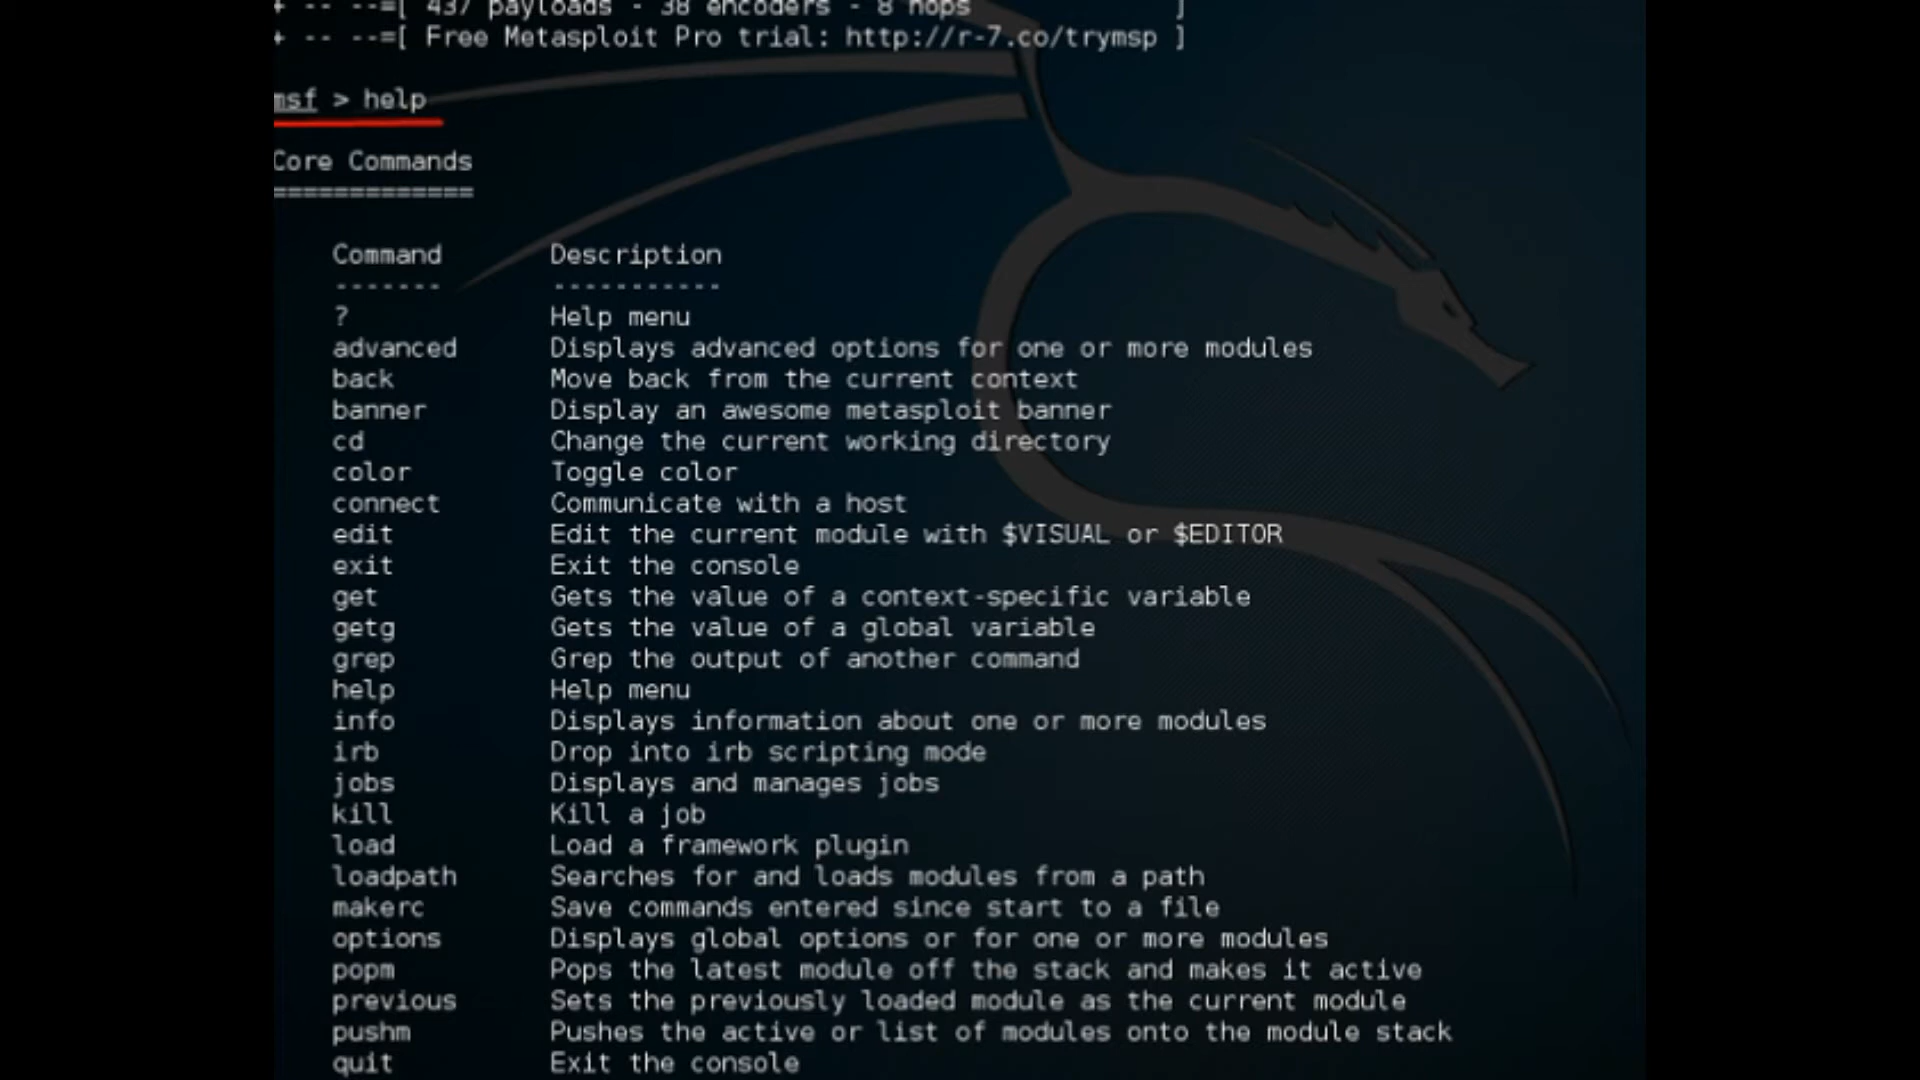 + -- --=[ 437 payloads - 38 encoders - 8 nops ]
+ -- --=[ Free Metasploit Pro trial: http://r-7.co/trymsp ]
msf > help
Core Commands
=============
Command Description
------- -----------
? Help menu
advanced Displays advanced options for one or more modules
back Move back from the current context
banner Display an awesome metasploit banner
cd Change the current working directory
color Toggle color
connect Communicate with a host
edit Edit the current module with $VISUAL or $EDITOR
exit Exit the console
get Gets the value of a context-specific variable
getg Gets the value of a global variable
grep Grep the output of another command
help Help menu
info Displays information about one or more modules
irb Drop into irb scripting mode
jobs Displays and manages jobs
kill Kill a job
load Load a framework plugin
loadpath Searches for and loads modules from a path
makerc Save commands entered since start to a file
options Displays global options or for one or more modules
popm Pops the latest module off the stack and makes it active
previous Sets the previously loaded module as the current module
pushm Pushes the active or list of modules onto the module stack
quit Exit the console